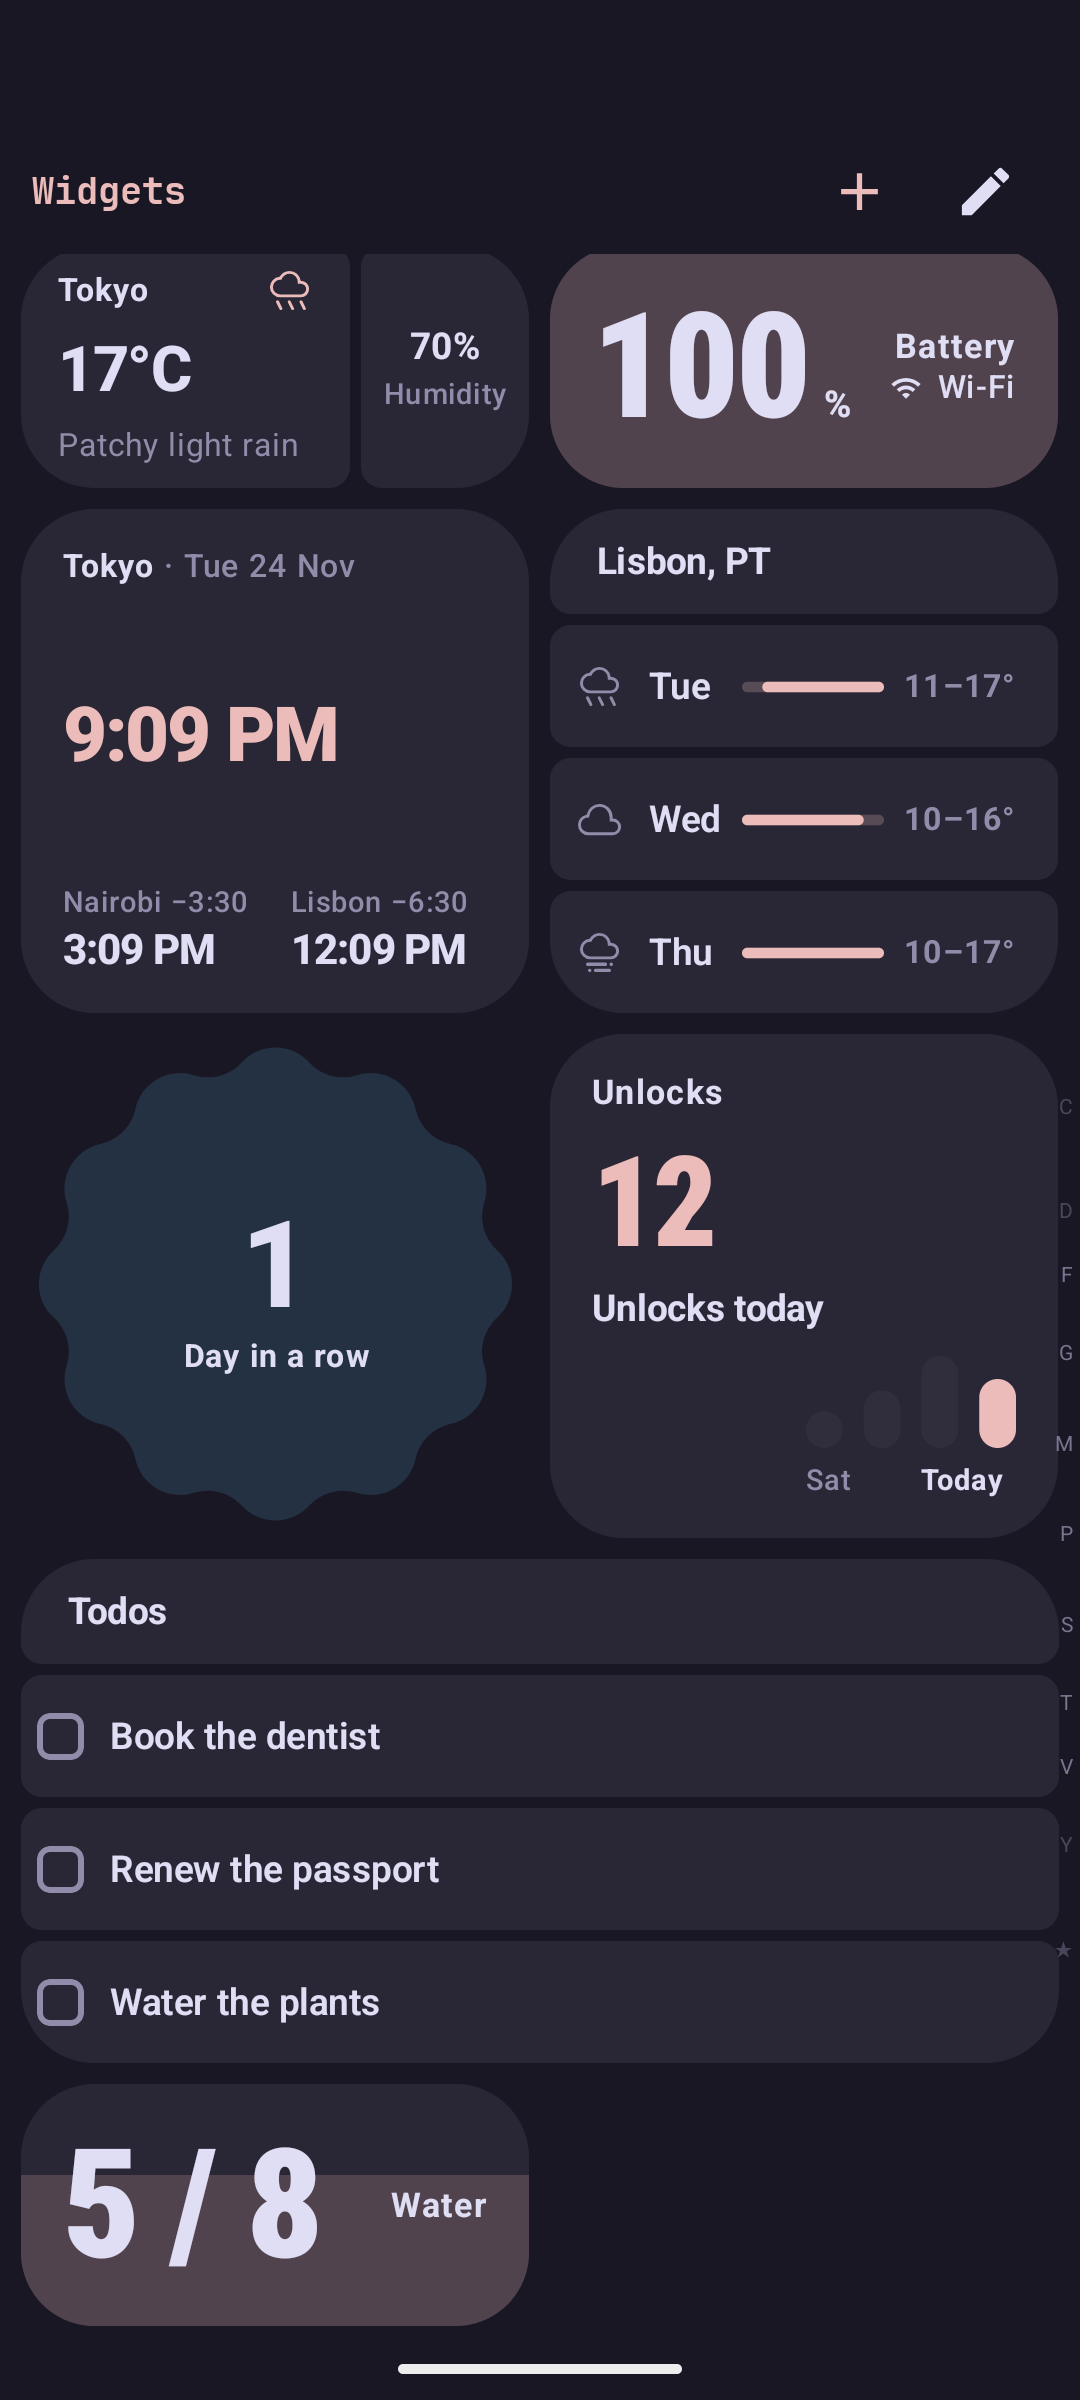 Widgets
Tokyo
17°C
Patchy light rain
70%
Humidity
100 %
Battery
Wi-Fi
Tokyo · Tue 24 Nov
9:09 PM
Nairobi −3:30
3:09 PM
Lisbon −6:30
12:09 PM
Lisbon, PT
Tue 11–17°
Wed 10–16°
Thu 10–17°
1
Day in a row
Unlocks
12
Unlocks today
Sat Today
C
D
F
G
M
P
S
T
V
Y
★
Todos
Book the dentist
Renew the passport
Water the plants
5 / 8
Water